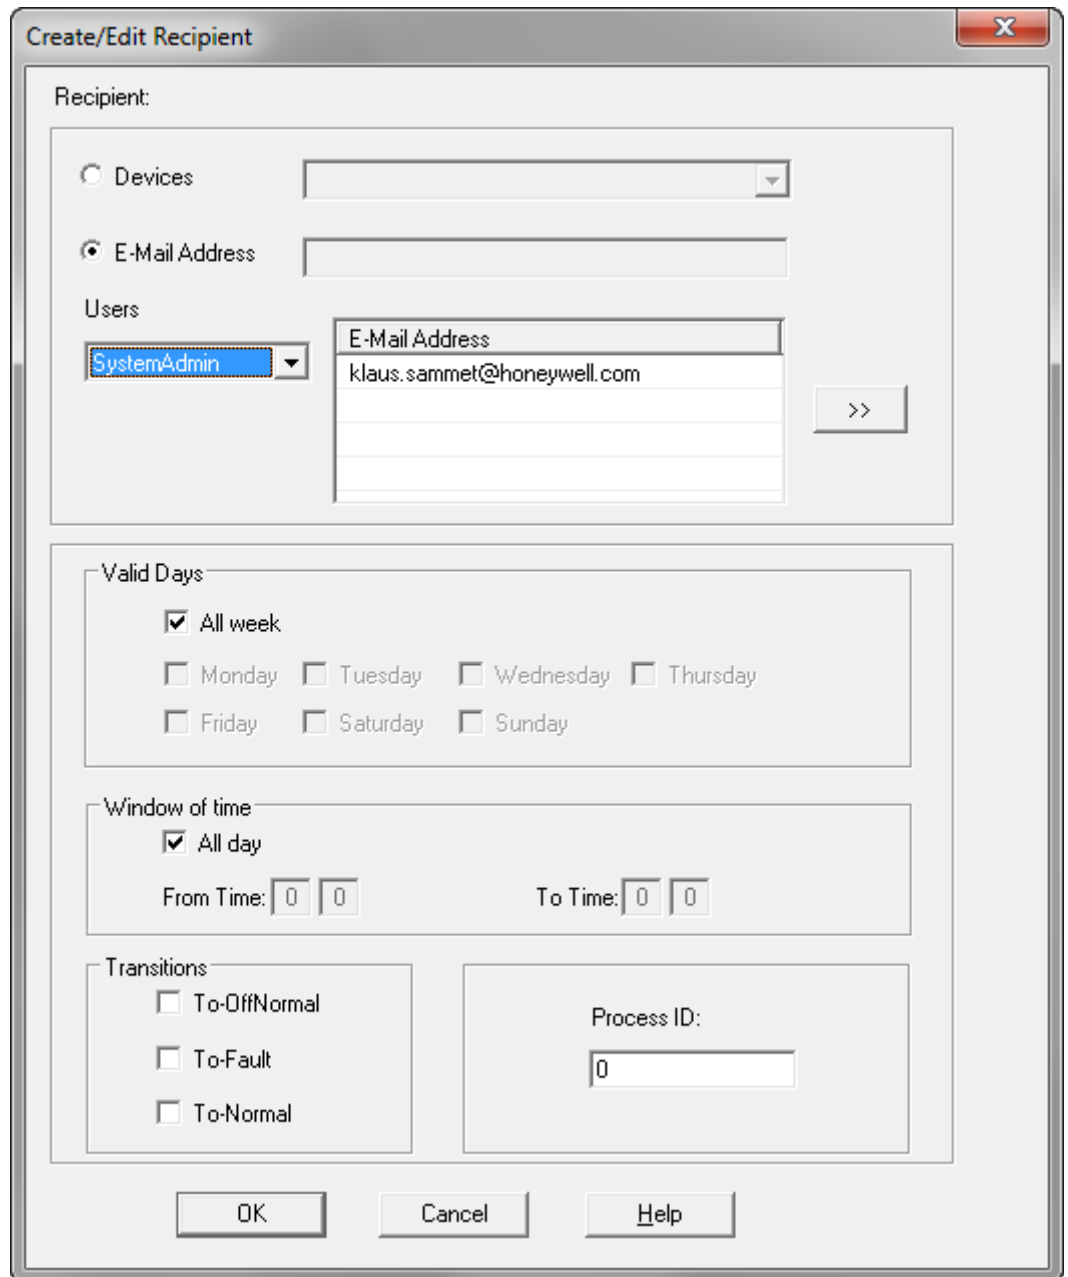 Create/Edit Recipient
Recipient:
Devices
E-Mail Address
Users
SystemAdmin
E-Mail Address
klaus.sammet@honeywell.com
>>
Valid Days
All week
Monday Tuesday Wednesday Thursday
Friday Saturday Sunday
Window of time
All day
From Time: 0 0 To Time: 0 0
Transitions
To-OffNormal
To-Fault
To-Normal
Process ID:
0
OK Cancel Help